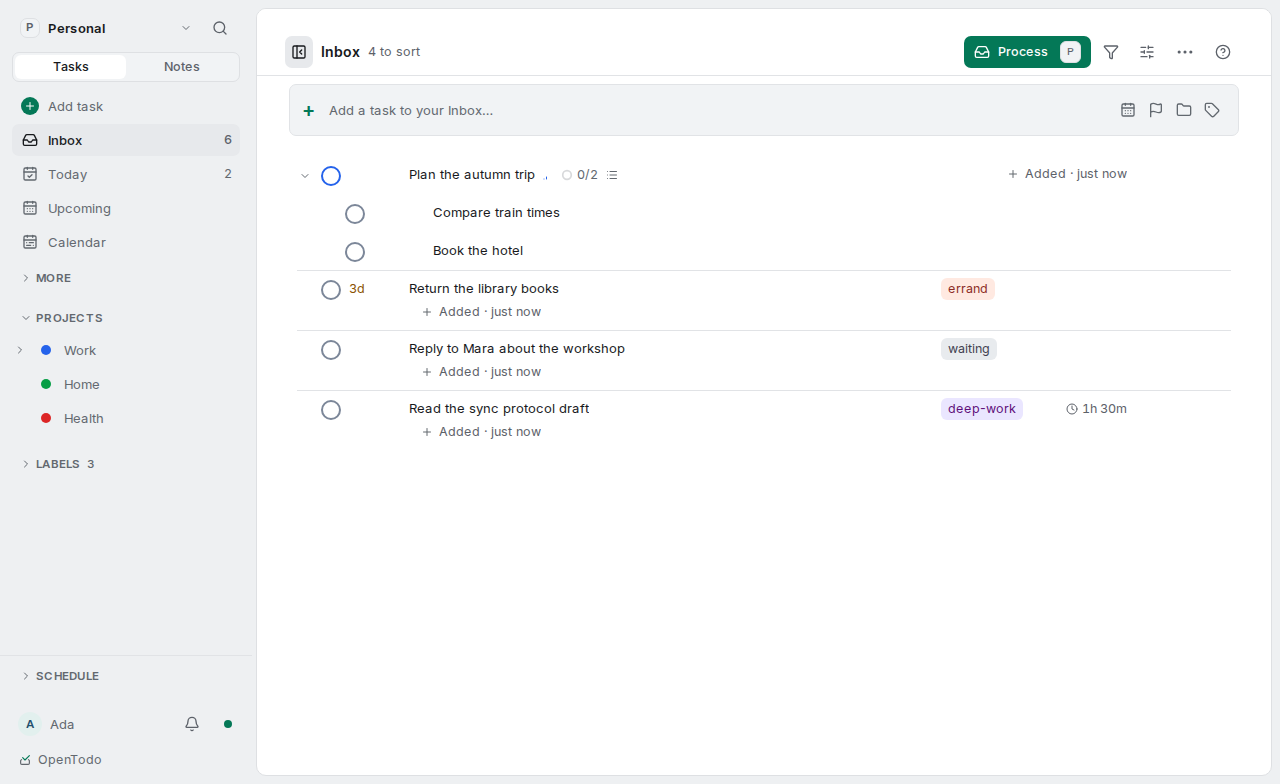 P Personal
Tasks Notes
Add task
Inbox 6
Today 2
Upcoming
Calendar
MORE
PROJECTS
Work
Home
Health
LABELS 3
SCHEDULE
A Ada
OpenTodo
Inbox 4 to sort
Process P
Add a task to your Inbox...
Plan the autumn trip 0/2 Added · just now
Compare train times
Book the hotel
3d Return the library books errand
Added · just now
Reply to Mara about the workshop waiting
Added · just now
Read the sync protocol draft deep-work 1h 30m
Added · just now